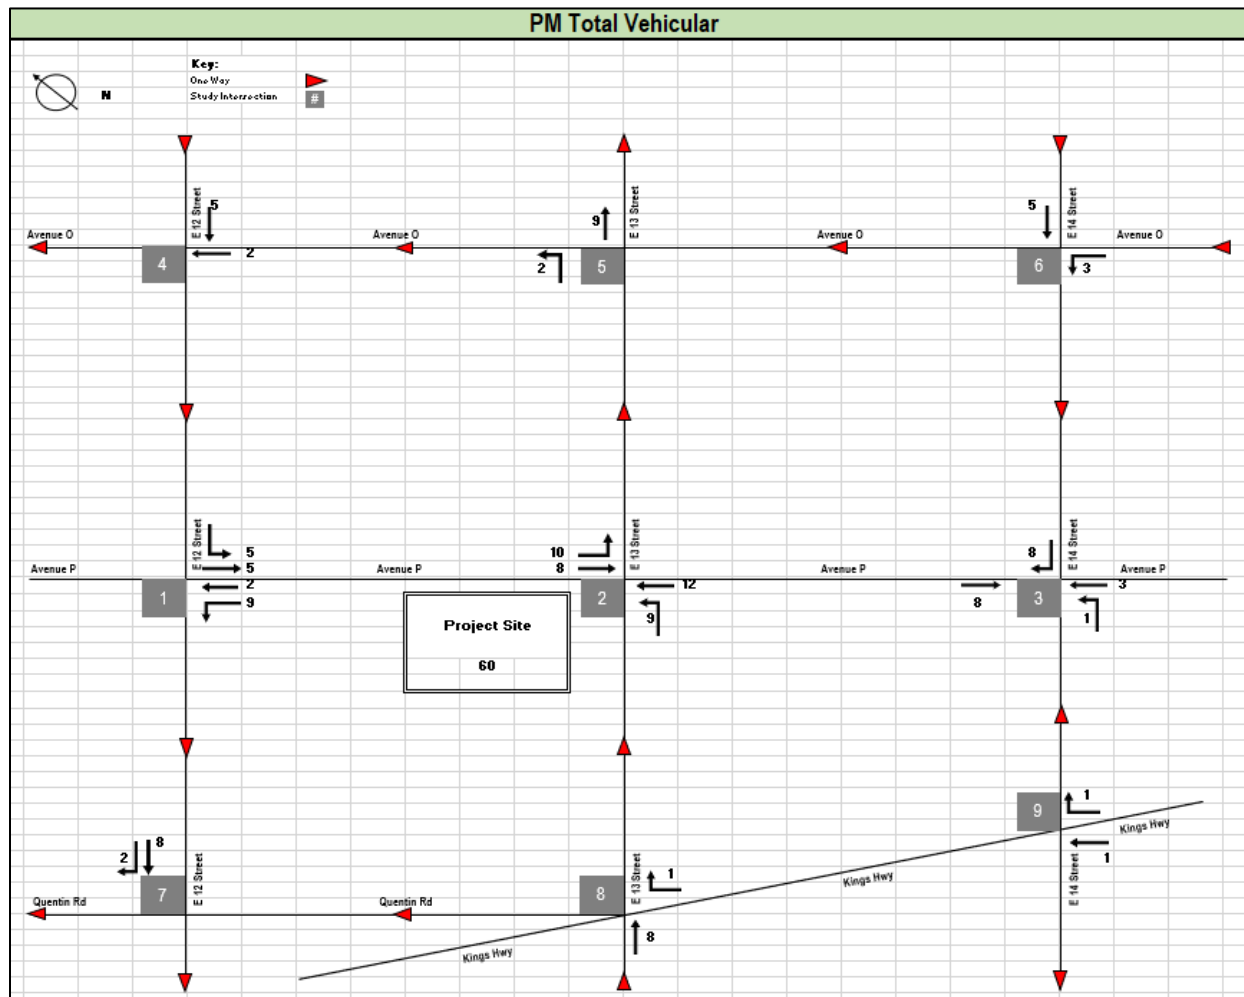 PM Total Vehicular
Key:
One Way
N
Study Intersection
#
E 12 Street
5
E 13 Street
9
E 14 Street
5
Avenue O
Avenue O
Avenue O
Avenue O
4
2
5
2
6
3
E 12 Street
5
5
E 13 Street
10
8
E 14 Street
8
Avenue P
Avenue P
Avenue P
Avenue P
1
2
9
2
12
9
8
3
3
1
Project Site
60
9
1
Kings Hwy
1
E 14 Street
2
8
7
E 12 Street
8
E 13 Street
1
Kings Hwy
Quentin Rd
Quentin Rd
8
Kings Hwy